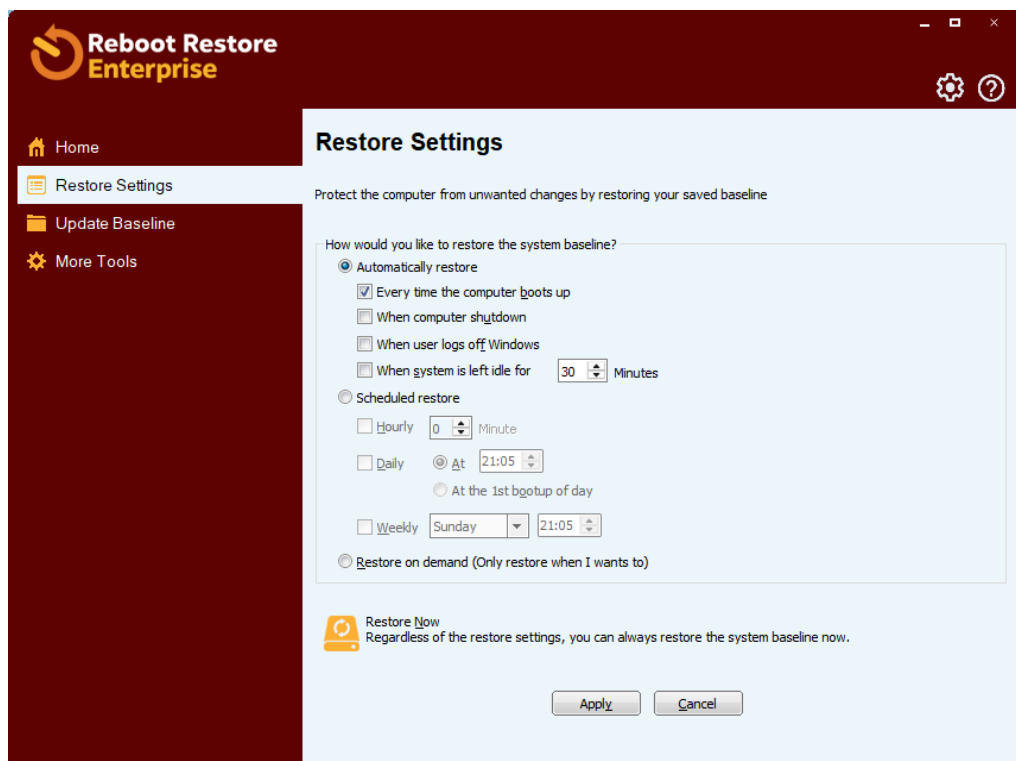 Reboot Restore
Enterprise
Home
Restore Settings
Update Baseline
More Tools
Restore Settings
Protect the computer from unwanted changes by restoring your saved baseline
How would you like to restore the system baseline?
Automatically restore
Every time the computer boots up
When computer shutdown
When user logs off Windows
When system is left idle for 30 Minutes
Scheduled restore
Hourly 0 Minute
Daily At 21:05
At the 1st bootup of day
Weekly Sunday 21:05
Restore on demand (Only restore when I wants to)
Restore Now
Regardless of the restore settings, you can always restore the system baseline now.
Apply Cancel